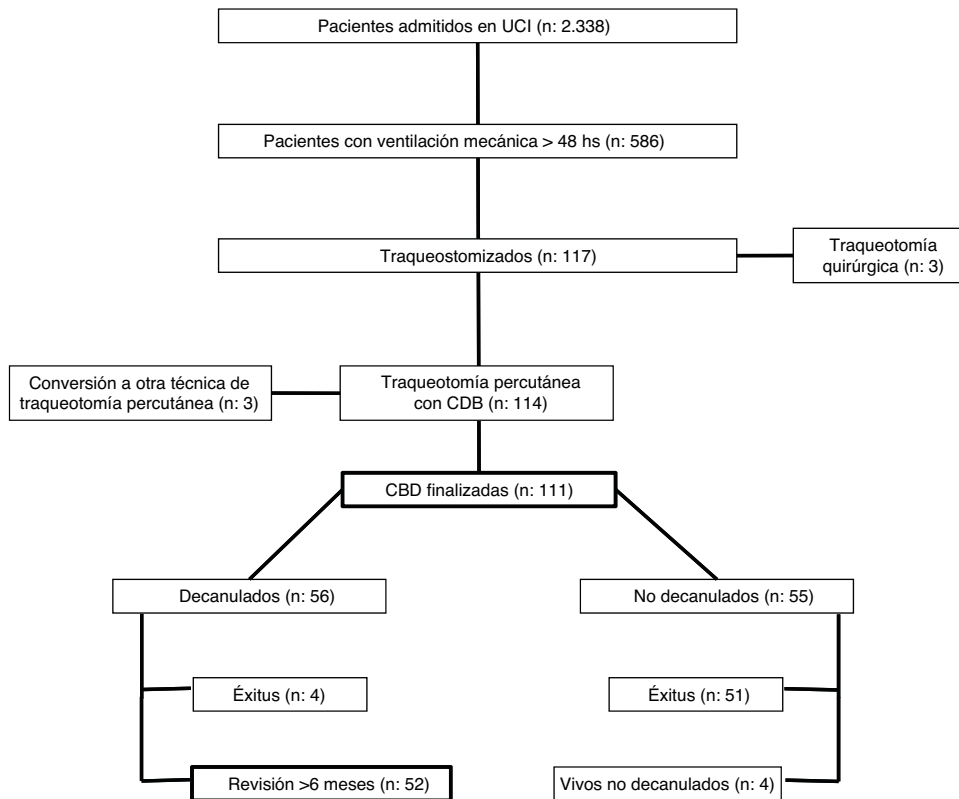 Pacientes admitidos en UCI (n: 2.338)
Pacientes con ventilación mecánica > 48 hs (n: 586)
Traqueostomizados (n: 117)
Traqueotomía
quirúrgica (n: 3)
Conversión a otra técnica de
traqueotomía percutánea (n: 3)
Traqueotomía percutánea
con CDB (n: 114)
CBD finalizadas (n: 111)
Decanulados (n: 56)
No decanulados (n: 55)
Éxitus (n: 4)
Éxitus (n: 51)
Revisión >6 meses (n: 52)
Vivos no decanulados (n: 4)